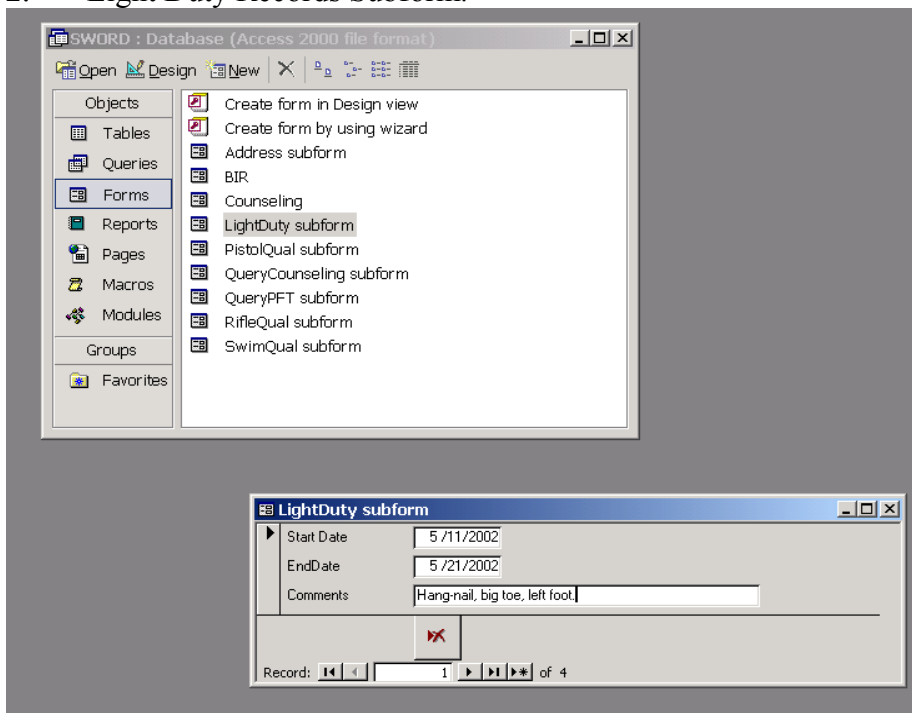 2. Light Duty Records Subform.
SWORD : Database (Access 2000 file format)
Open Design New
Objects
Tables
Queries
Forms
Reports
Pages
Macros
Modules
Groups
Favorites
Create form in Design view
Create form by using wizard
Address subform
BIR
Counseling
LightDuty subform
PistolQual subform
QueryCounseling subform
QueryPFT subform
RifleQual subform
SwimQual subform
LightDuty subform
Start Date 5/11/2002
EndDate 5/21/2002
Comments Hang-nail, big toe, left foot.
Record: 1 of 4